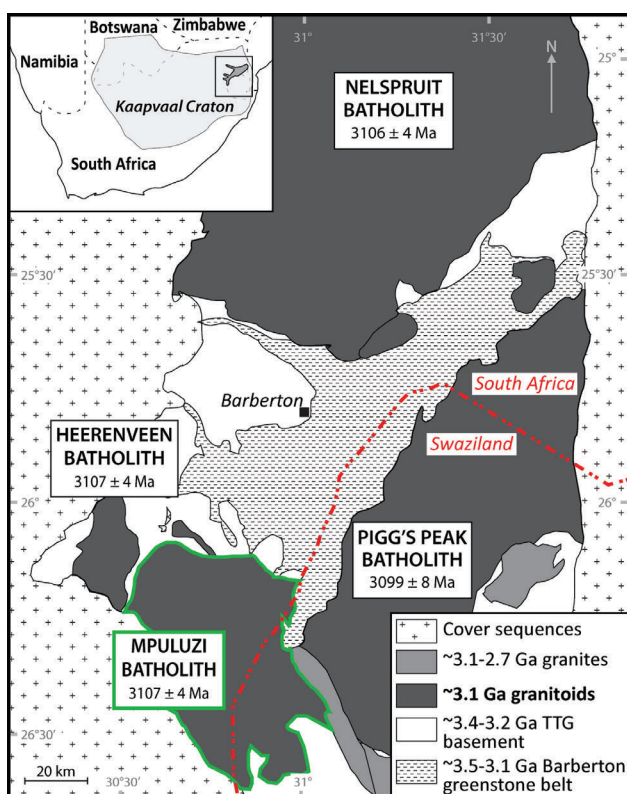 Botswana
Zimbabwe
Namibia
Kaapvaal Craton
South Africa
31°
31°30'
25°
N
NELSPRUIT
BATHOLITH
3106 ± 4 Ma
25°30'
25°30'
Barberton
South Africa
Swaziland
HEERENVEEN
BATHOLITH
3107 ± 4 Ma
26°
26°
PIGG'S PEAK
BATHOLITH
3099 ± 8 Ma
MPULUZI
BATHOLITH
3107 ± 4 Ma
Cover sequences
~3.1-2.7 Ga granites
~3.1 Ga granitoids
~3.4-3.2 Ga TTG
basement
~3.5-3.1 Ga Barberton
greenstone belt
26°30'
20 km
30°30'
31°